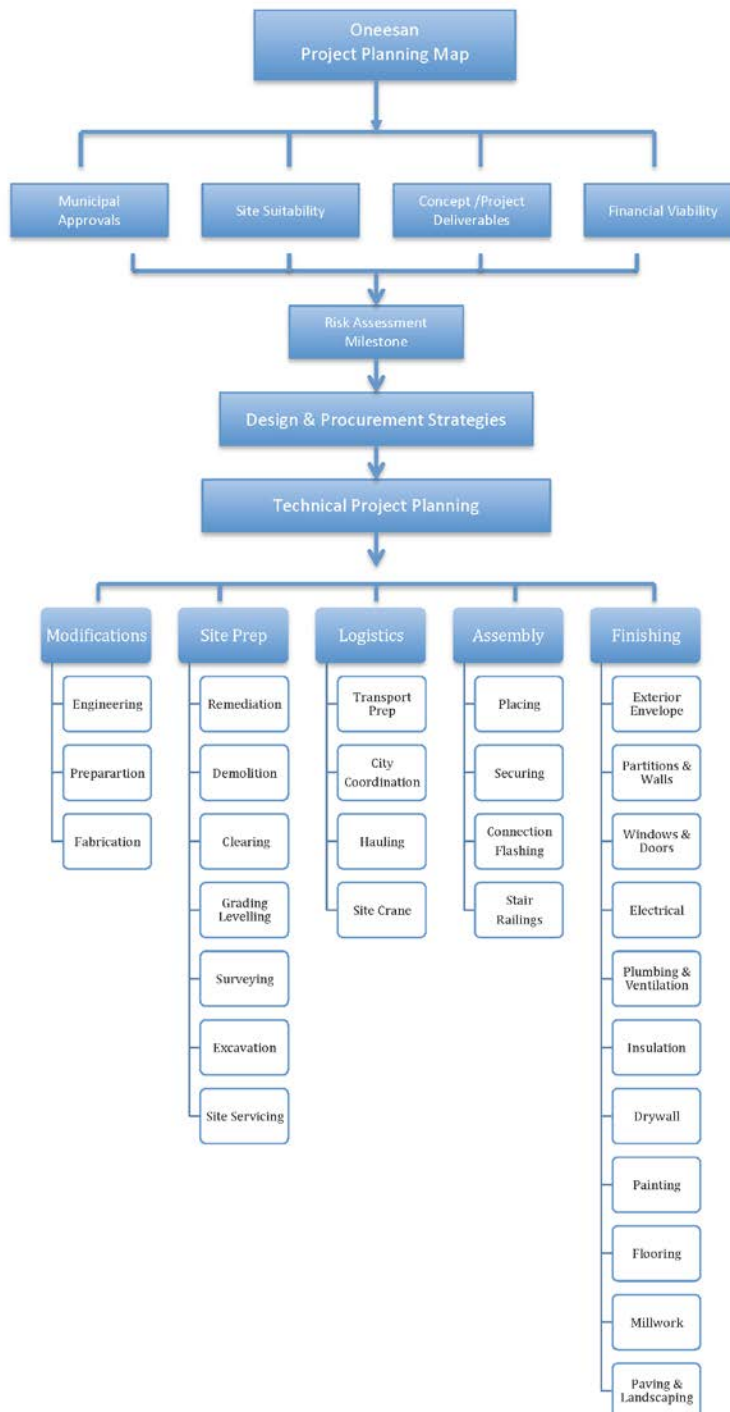 Oneesan
Project Planning Map
Municipal
Approvals
Site Suitability
Concept /Project
Deliverables
Financial Viability
Risk Assessment
Milestone
Design & Procurement Strategies
Technical Project Planning
Modifications
Engineering
Preparartion
Fabrication
Site Prep
Remediation
Demolition
Clearing
Grading
Levelling
Surveying
Excavation
Site Servicing
Logistics
Transport
Prep
City
Coordination
Hauling
Site Crane
Assembly
Placing
Securing
Connection
Flashing
Stair
Railings
Finishing
Exterior
Envelope
Partitions &
Walls
Windows &
Doors
Electrical
Plumbing &
Ventilation
Insulation
Drywall
Painting
Flooring
Millwork
Paving &
Landscaping